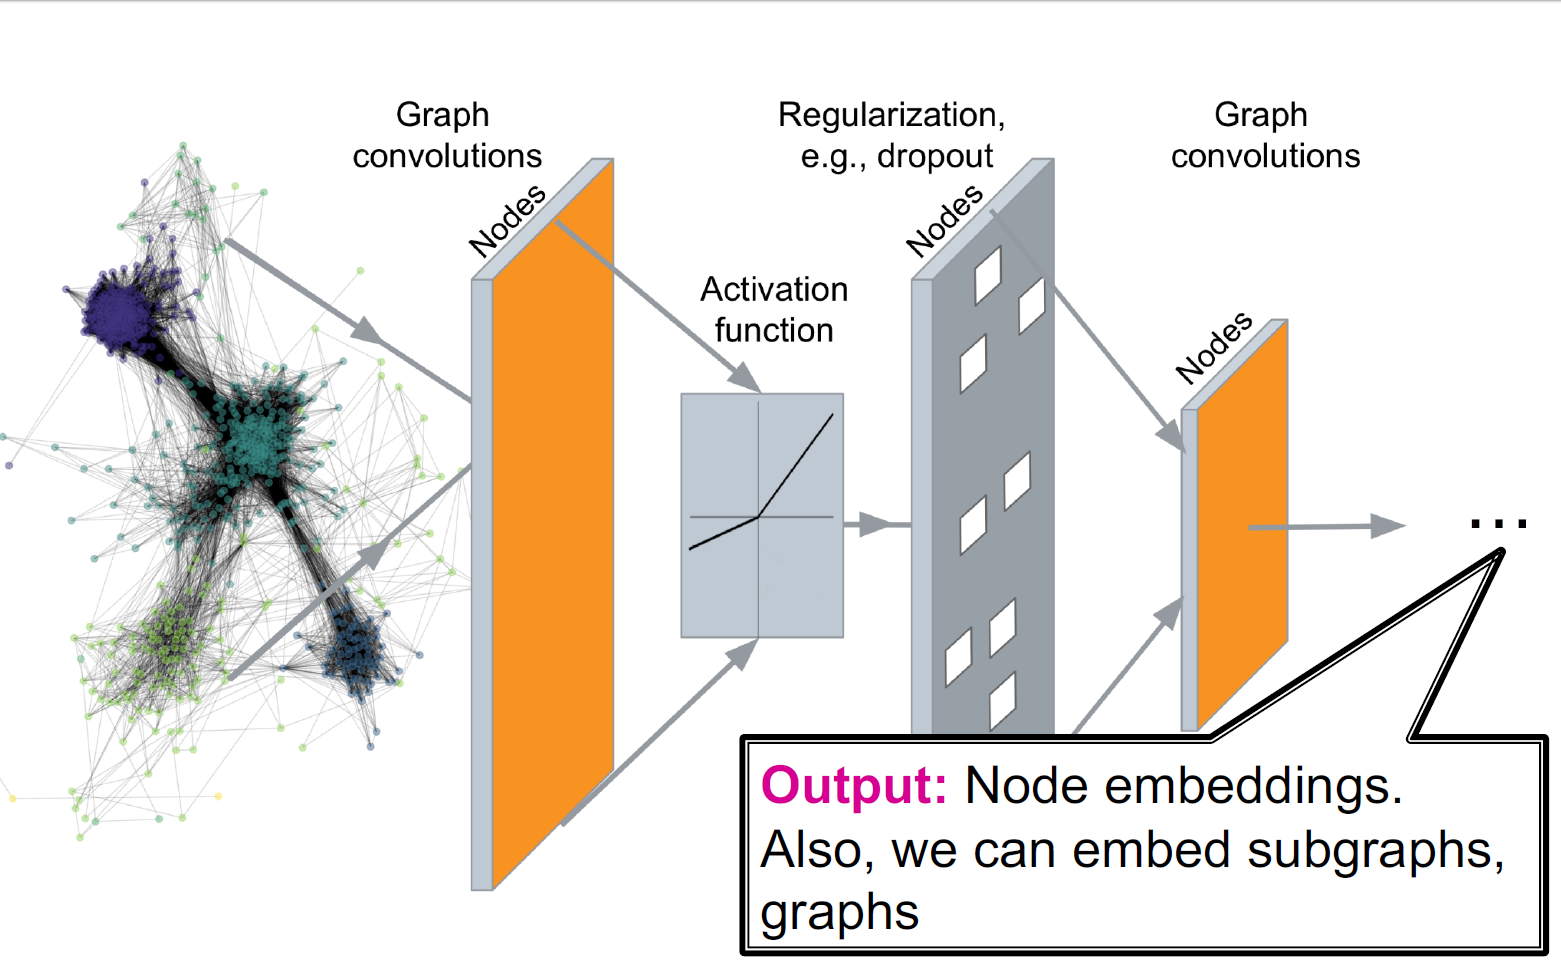 Graph
convolutions
Nodes
Activation
function
Regularization,
e.g., dropout
Nodes
Graph
convolutions
Nodes
...
Output: Node embeddings.
Also, we can embed subgraphs,
graphs